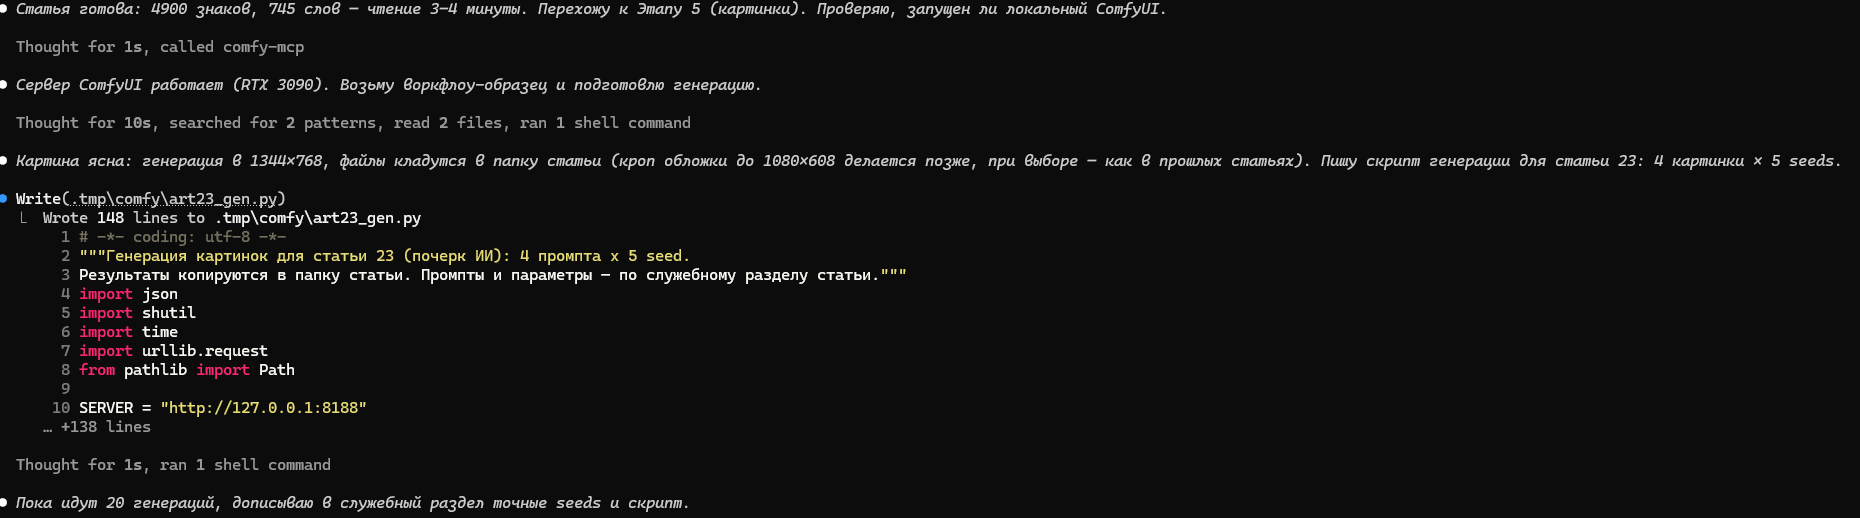 ● Статья готова: 4900 знаков, 745 слов — чтение 3–4 минуты. Перехожу к Этапу 5 (картинки). Проверяю, запущен ли локальный ComfyUI.
Thought for 1s, called comfy-mcp
● Сервер ComfyUI работает (RTX 3090). Возьму воркфлоу-образец и подготовлю генерацию.
Thought for 10s, searched for 2 patterns, read 2 files, ran 1 shell command
● Картина ясна: генерация в 1344×768, файлы кладутся в папку статьи (кроп обложки до 1080×608 делается позже, при выборе — как в прошлых статьях). Пишу скрипт генерации для статьи 23: 4 картинки × 5 seeds.
● Write(.tmp\comfy\art23_gen.py)
└ Wrote 148 lines to .tmp\comfy\art23_gen.py
1 # -*- coding: utf-8 -*-
2 """Генерация картинок для статьи 23 (почерк ИИ): 4 промпта x 5 seed.
3 Результаты копируются в папку статьи. Промпты и параметры — по служебному разделу статьи."""
4 import json
5 import shutil
6 import time
7 import urllib.request
8 from pathlib import Path
9
10 SERVER = "http://127.0.0.1:8188"
… +138 lines
Thought for 1s, ran 1 shell command
● Пока идут 20 генераций, дописываю в служебный раздел точные seeds и скрипт.